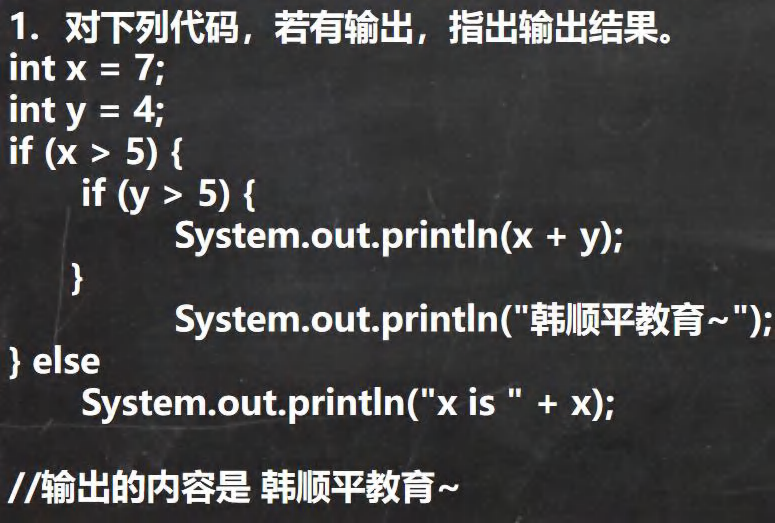 1. 对下列代码，若有输出，指出输出结果。
int x = 7;
int y = 4;
if (x > 5) {
if (y > 5) {
System.out.println(x + y);
}
System.out.println("韩顺平教育~");
} else
System.out.println("x is " + x);
//输出的内容是 韩顺平教育~